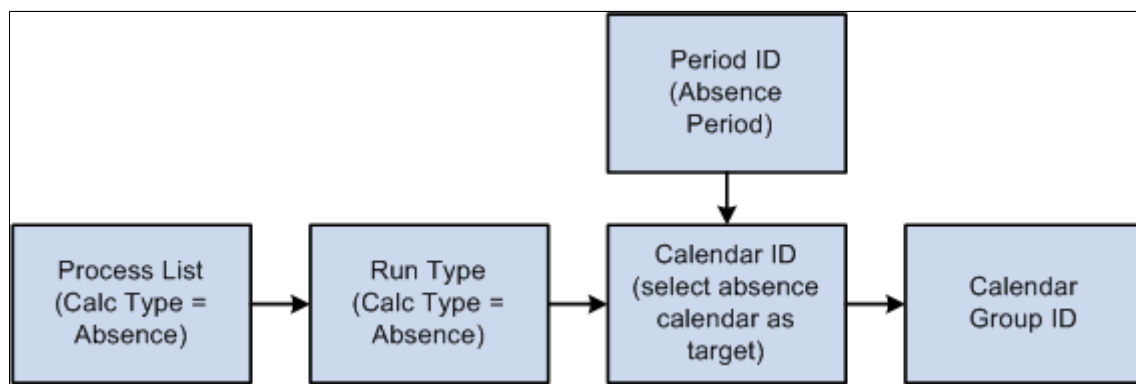 Period ID
(Absence
Period)
Process List
(Calc Type =
Absence)
Run Type
(Calc Type =
Absence)
Calendar ID
(select absence
calendar as
target)
Calendar
Group ID